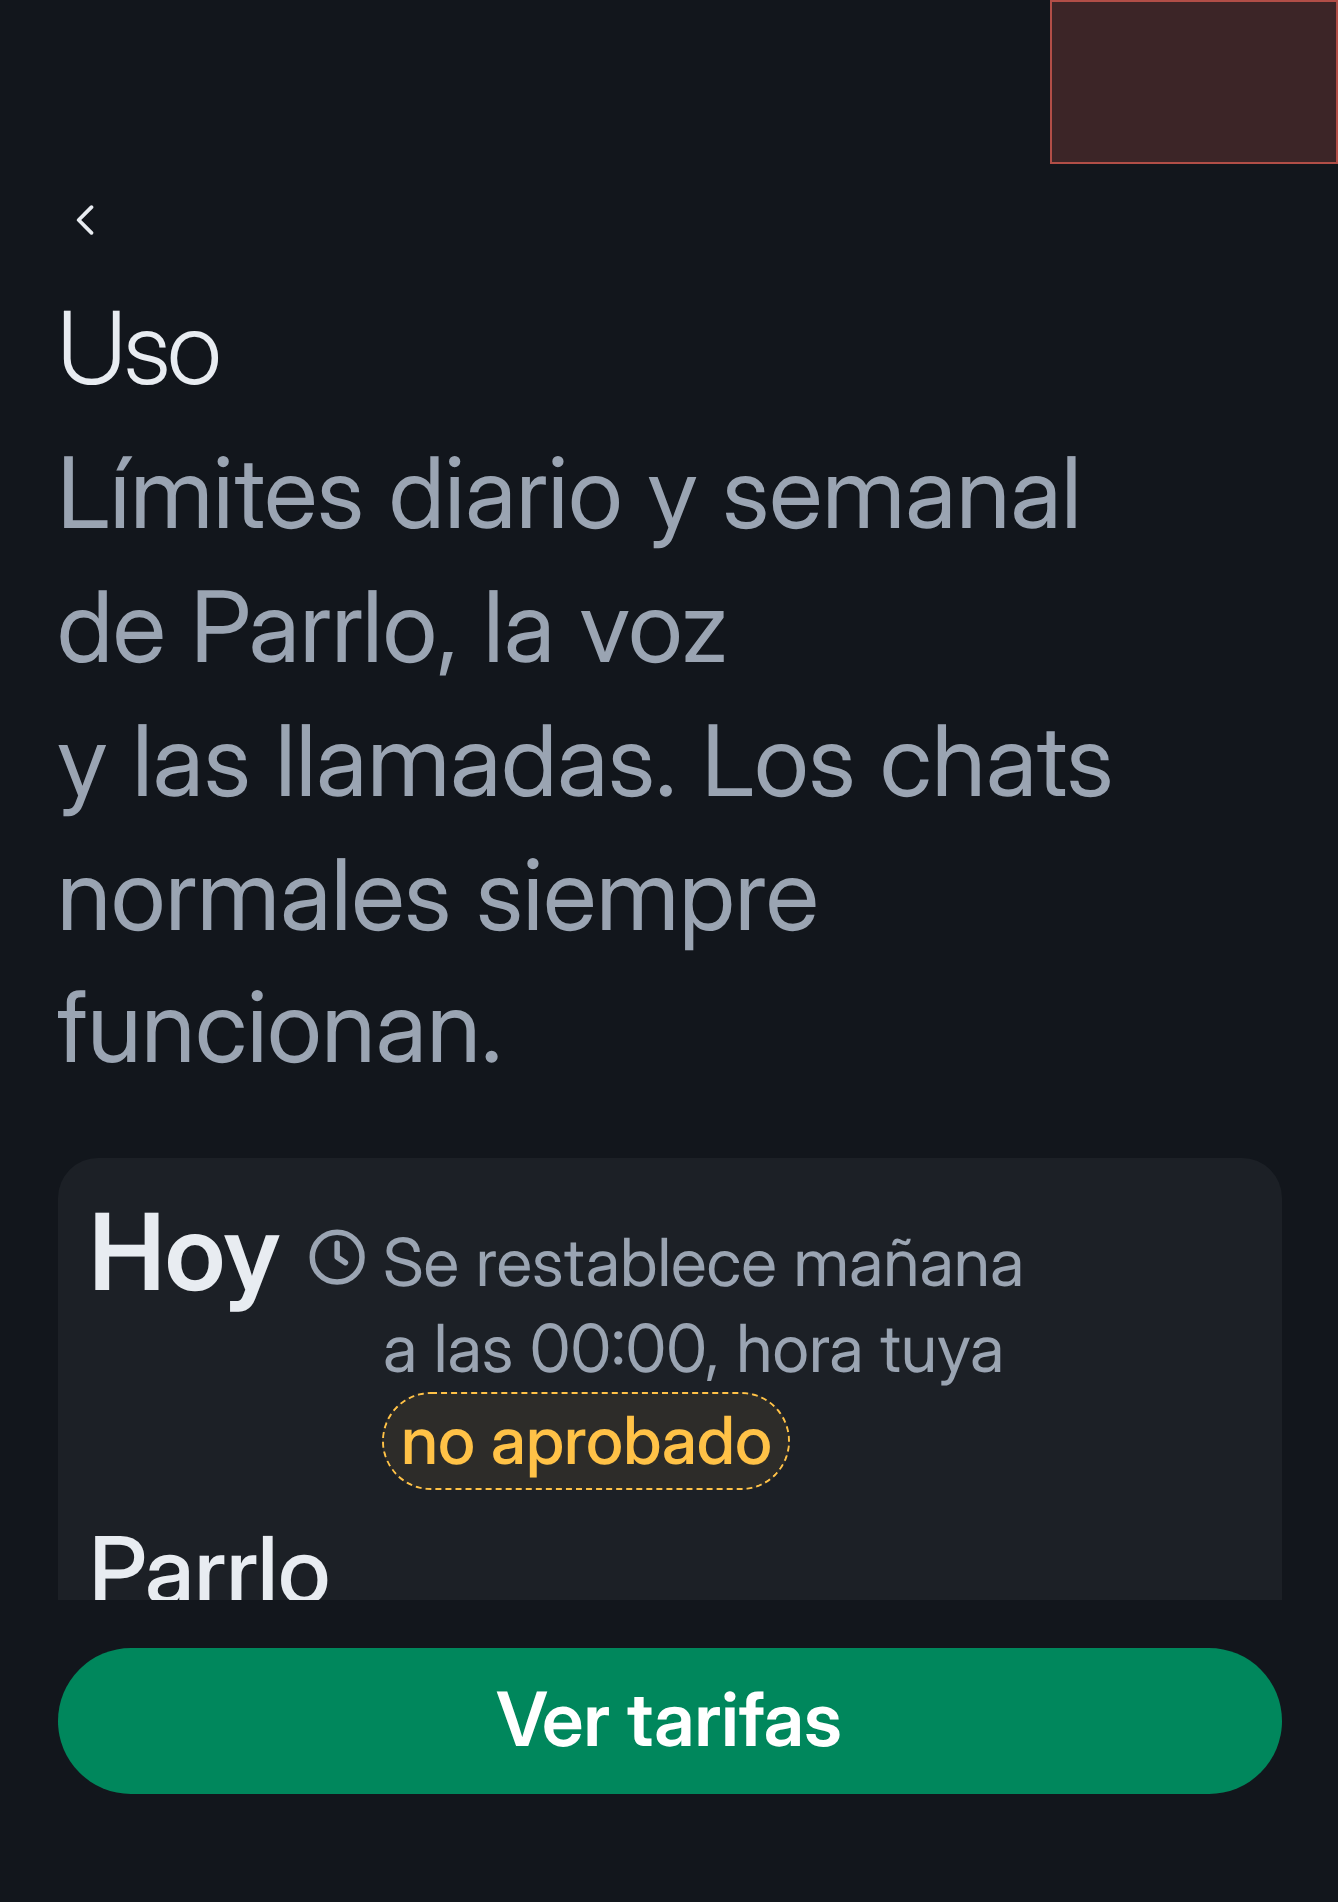 Uso
Límites diario y semanal
de Parrlo, la voz
y las llamadas. Los chats
normales siempre
funcionan.
Hoy
Se restablece mañana
a las 00:00, hora tuya
no aprobado
Parrlo
Ver tarifas